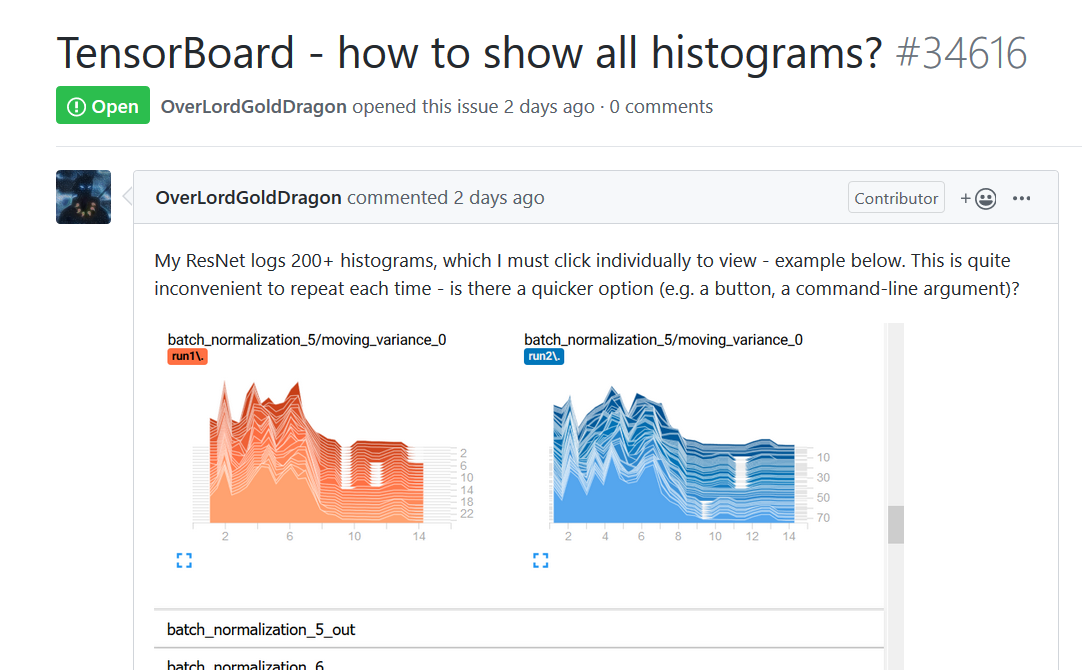 TensorBoard - how to show all histograms? #34616
Open OverLordGoldDragon opened this issue 2 days ago · 0 comments
OverLordGoldDragon commented 2 days ago Contributor + ...
My ResNet logs 200+ histograms, which I must click individually to view - example below. This is quite
inconvenient to repeat each time - is there a quicker option (e.g. a button, a command-line argument)?
batch_normalization_5/moving_variance_0
run1\.
2
6
10
14
18
22
2 6 10 14
batch_normalization_5/moving_variance_0
run2\.
10
30
50
70
2 4 6 8 10 12 14
batch_normalization_5_out
batch_normalization_6